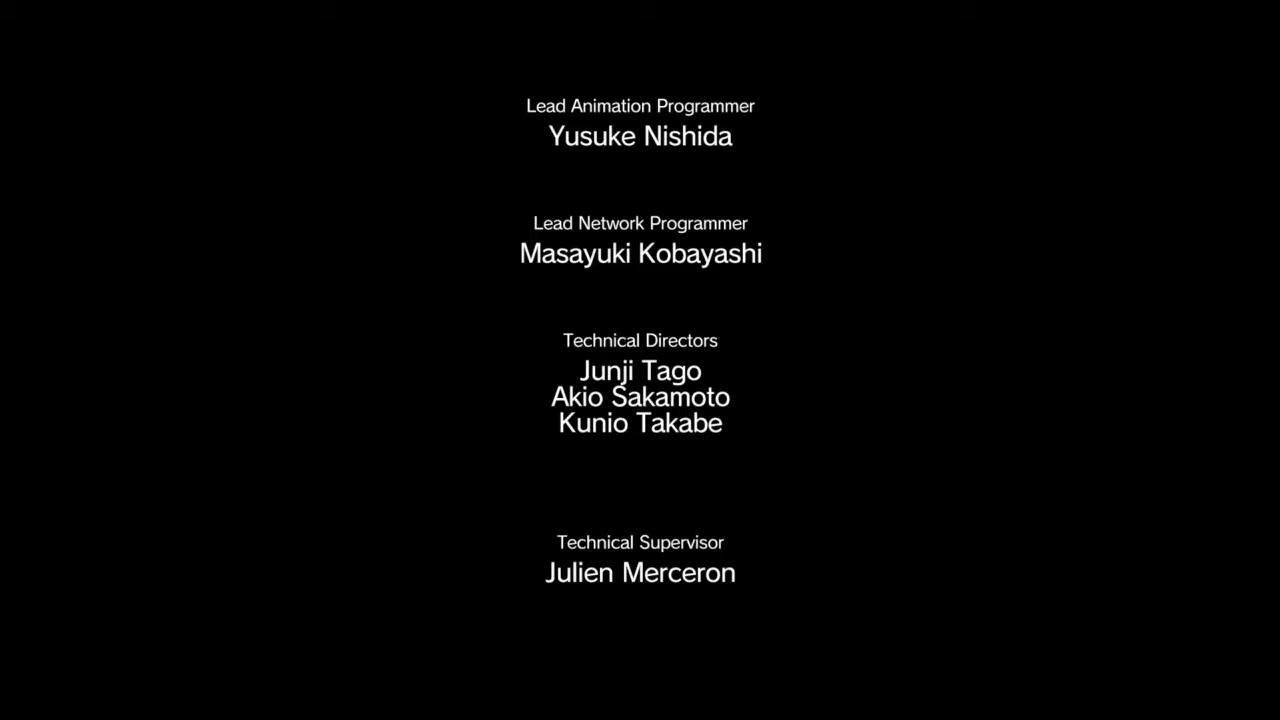 Lead Animation Programmer
Yusuke Nishida
Lead Network Programmer
Masayuki Kobayashi
Technical Directors
Junji Tago
Akio Sakamoto
Kunio Takabe
Technical Supervisor
Julien Merceron